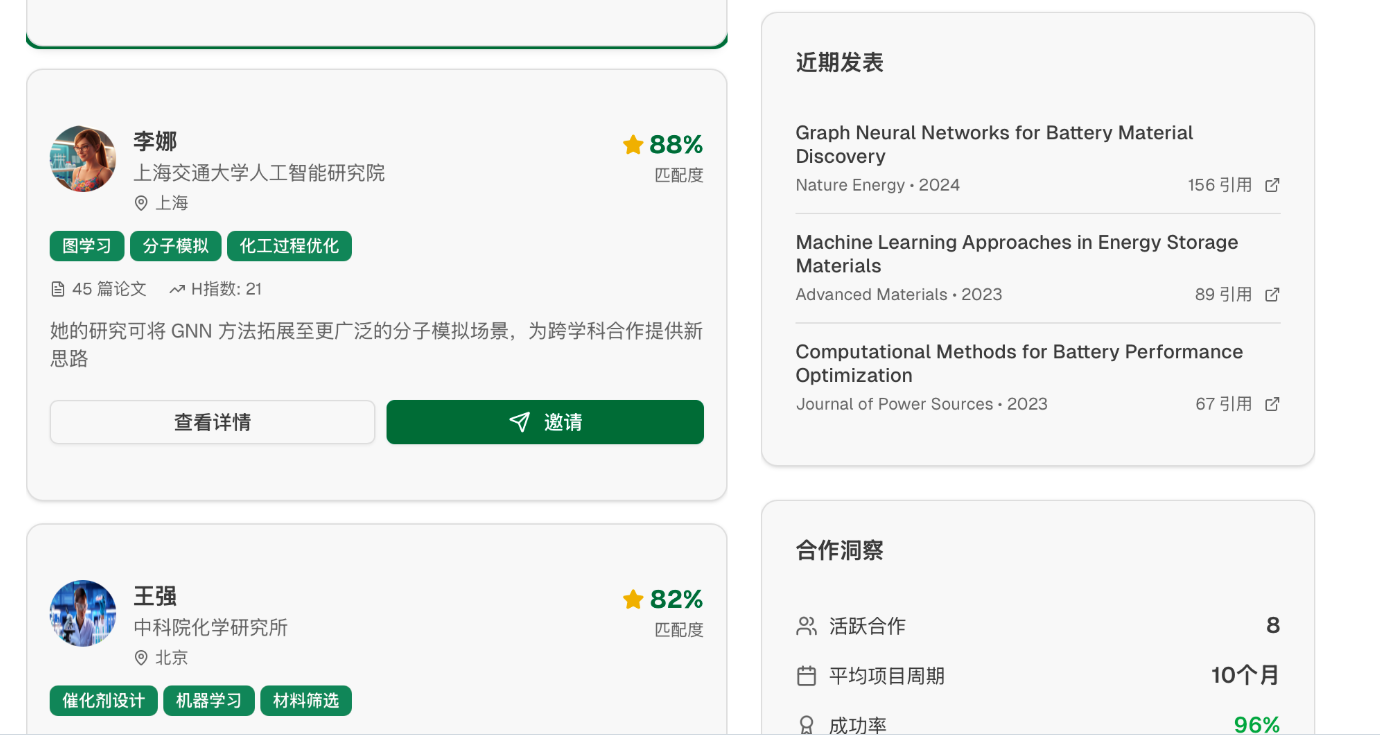 李娜
88%
上海交通大学人工智能研究院
匹配度
上海
图学习 分子模拟 化工过程优化
45 篇论文 H指数: 21
她的研究可将 GNN 方法拓展至更广泛的分子模拟场景，为跨学科合作提供新
思路
查看详情 邀请
王强
82%
中科院化学研究所
匹配度
北京
催化剂设计 机器学习 材料筛选
近期发表
Graph Neural Networks for Battery Material
Discovery
Nature Energy • 2024 156 引用
Machine Learning Approaches in Energy Storage
Materials
Advanced Materials • 2023 89 引用
Computational Methods for Battery Performance
Optimization
Journal of Power Sources • 2023 67 引用
合作洞察
活跃合作 8
平均项目周期 10个月
成功率 96%